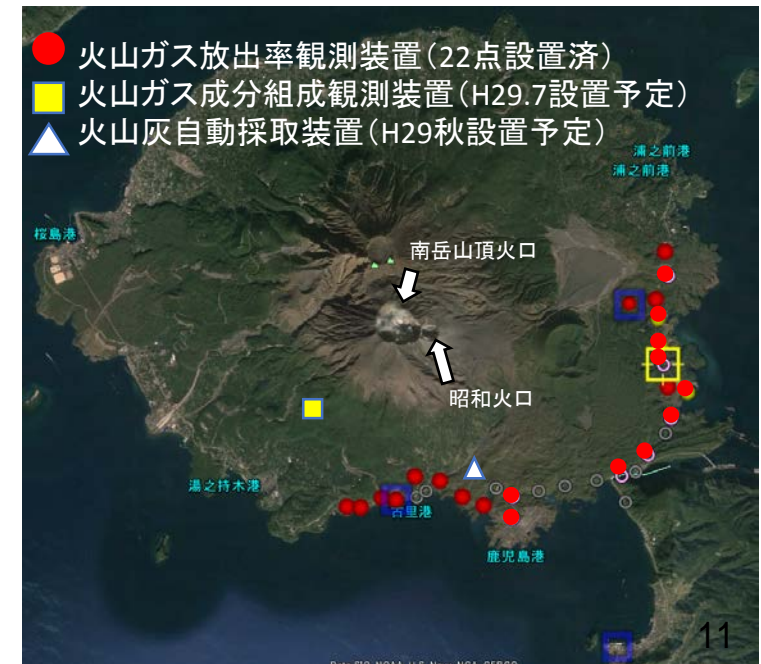 火山ガス放出率観測装置(22点設置済)
火山ガス成分組成観測装置(H29.7設置予定)
火山灰自動採取装置(H29秋設置予定)
浦之前港
浦之前港
桜島港
南岳山頂火口
昭和火口
湯之持木港
古里港
鹿児島港
11